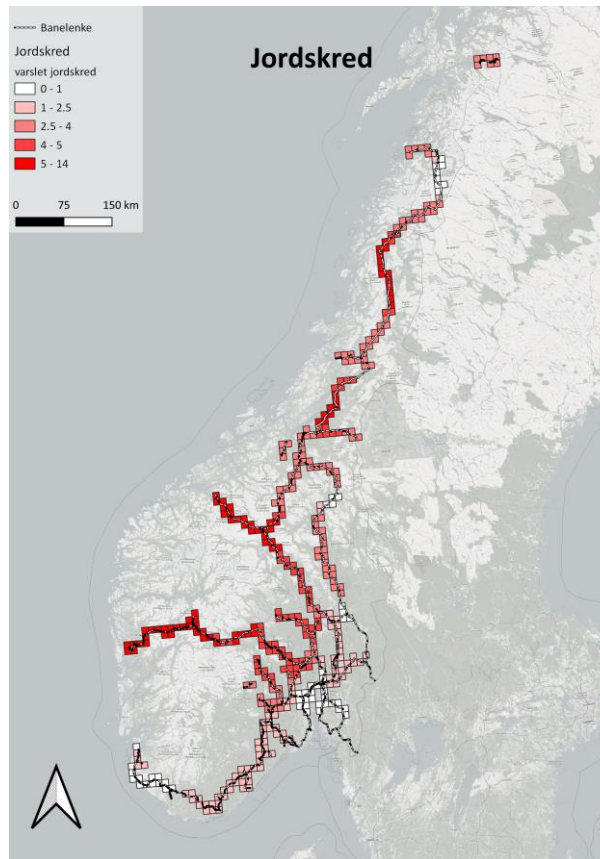 Banelenke
Jordskred
varslet jordskred
0 - 1
1 - 2.5
2.5 - 4
4 - 5
5 - 14
0 75 150 km
Jordskred